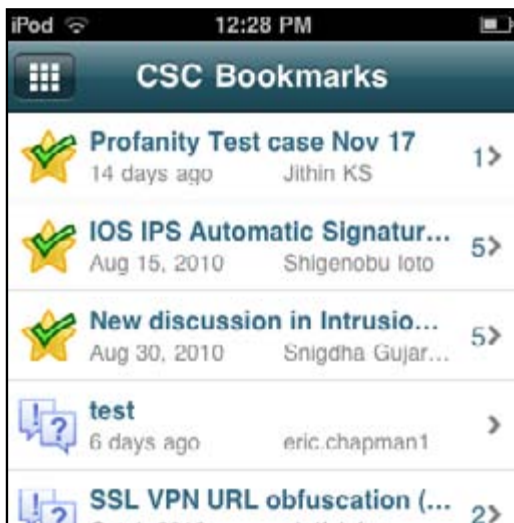 iPod 12:28 PM
CSC Bookmarks
Profanity Test case Nov 17
14 days ago Jithin KS 1
IOS IPS Automatic Signatur...
Aug 15, 2010 Shigenobu Ioto 5
New discussion in Intrusio...
Aug 30, 2010 Snigdha Gujar... 5
test
6 days ago eric.chapman1
SSL VPN URL obfuscation (... 2